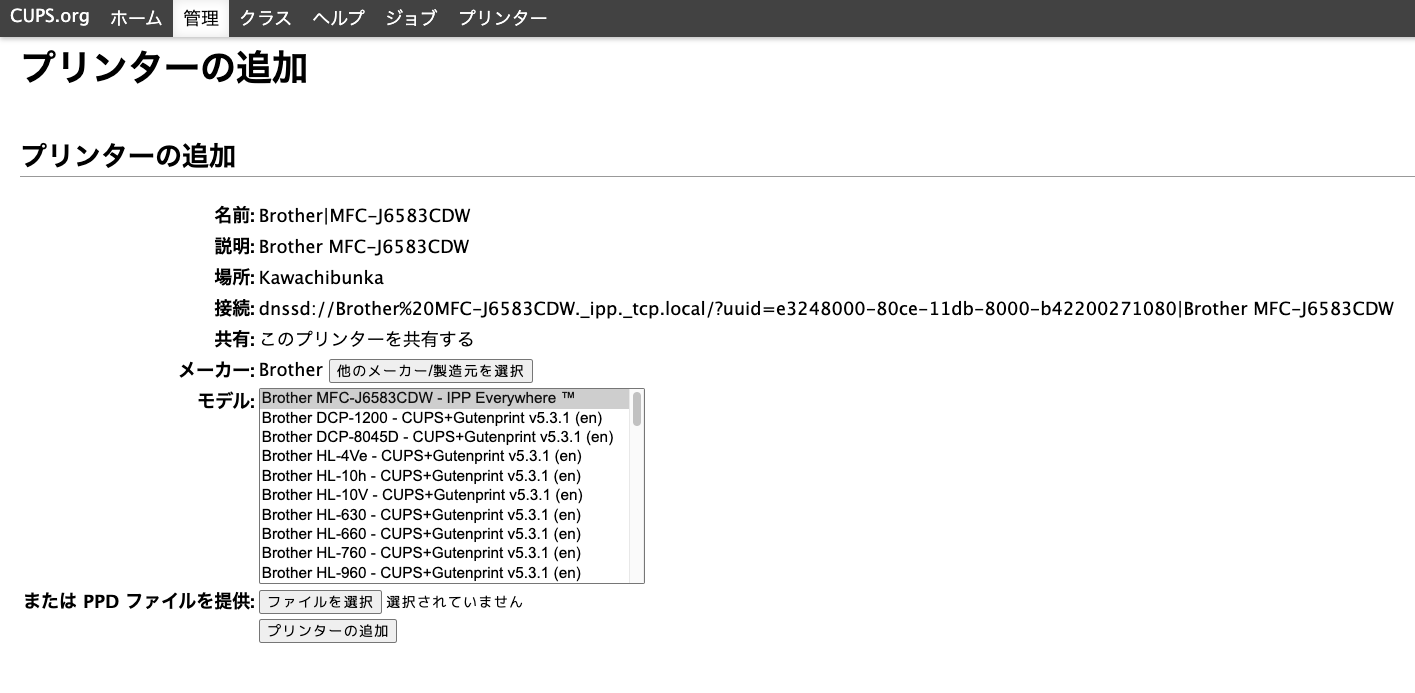 CUPS.org ホーム 管理 クラス ヘルプ ジョブ プリンター
プリンターの追加
プリンターの追加
名前: Brother|MFC-J6583CDW
説明: Brother MFC-J6583CDW
場所: Kawachibunka
接続: dnssd://Brother%20MFC-J6583CDW._ipp._tcp.local/?uuid=e3248000-80ce-11db-8000-b42200271080|Brother MFC-J6583CDW
共有: このプリンターを共有する
メーカー: Brother 他のメーカー/製造元を選択
モデル: Brother MFC-J6583CDW - IPP Everywhere ™
Brother DCP-1200 - CUPS+Gutenprint v5.3.1 (en)
Brother DCP-8045D - CUPS+Gutenprint v5.3.1 (en)
Brother HL-4Ve - CUPS+Gutenprint v5.3.1 (en)
Brother HL-10h - CUPS+Gutenprint v5.3.1 (en)
Brother HL-10V - CUPS+Gutenprint v5.3.1 (en)
Brother HL-630 - CUPS+Gutenprint v5.3.1 (en)
Brother HL-660 - CUPS+Gutenprint v5.3.1 (en)
Brother HL-760 - CUPS+Gutenprint v5.3.1 (en)
Brother HL-960 - CUPS+Gutenprint v5.3.1 (en)
または PPD ファイルを提供: ファイルを選択 選択されていません
プリンターの追加